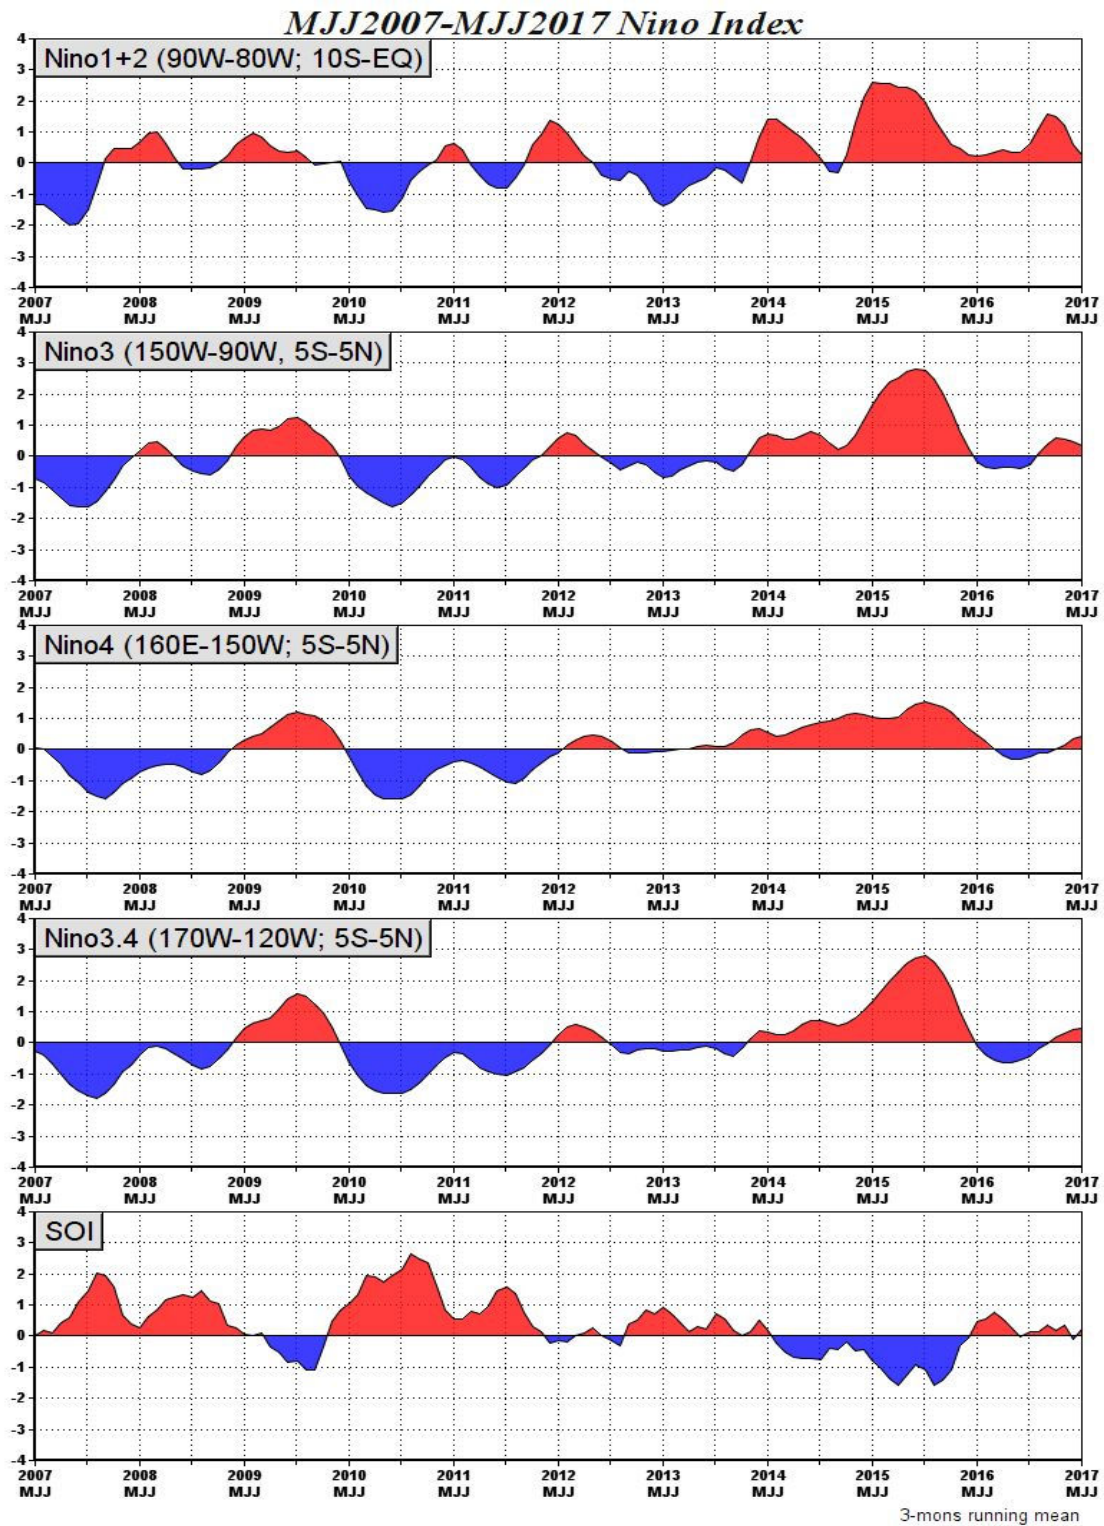 MJJ2007-MJJ2017 Nino Index
Nino1+2 (90W-80W; 10S-EQ)
4
3
2
1
0
-1
-2
-3
-4
2007 2008 2009 2010 2011 2012 2013 2014 2015 2016 2017
MJJ MJJ MJJ MJJ MJJ MJJ MJJ MJJ MJJ MJJ MJJ
Nino3 (150W-90W, 5S-5N)
4
3
2
1
0
-1
-2
-3
-4
2007 2008 2009 2010 2011 2012 2013 2014 2015 2016 2017
MJJ MJJ MJJ MJJ MJJ MJJ MJJ MJJ MJJ MJJ MJJ
Nino4 (160E-150W; 5S-5N)
4
3
2
1
0
-1
-2
-3
-4
2007 2008 2009 2010 2011 2012 2013 2014 2015 2016 2017
MJJ MJJ MJJ MJJ MJJ MJJ MJJ MJJ MJJ MJJ MJJ
Nino3.4 (170W-120W; 5S-5N)
4
3
2
1
0
-1
-2
-3
-4
2007 2008 2009 2010 2011 2012 2013 2014 2015 2016 2017
MJJ MJJ MJJ MJJ MJJ MJJ MJJ MJJ MJJ MJJ MJJ
SOI
4
3
2
1
0
-1
-2
-3
-4
2007 2008 2009 2010 2011 2012 2013 2014 2015 2016 2017
MJJ MJJ MJJ MJJ MJJ MJJ MJJ MJJ MJJ MJJ MJJ
3-mons running mean